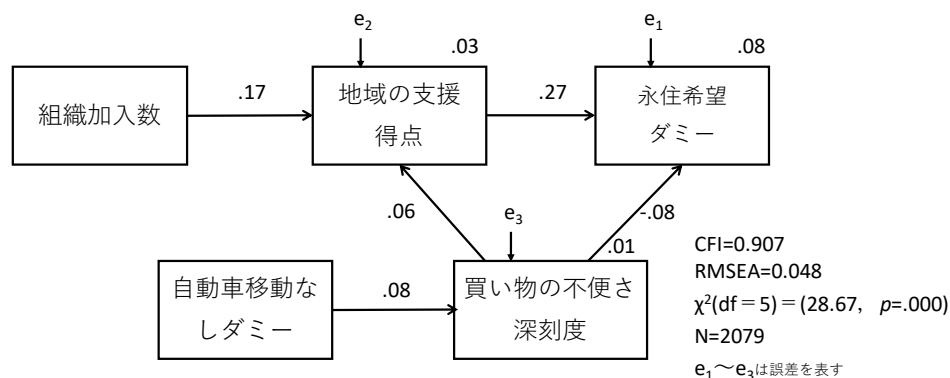 e₂
e₁
.03
.08
組織加入数
.17
地域の支援
得点
.27
永住希望
ダミー
.06
e₃
-.08
.01
自動車移動な
しダミー
.08
買い物の不便さ
深刻度
CFI=0.907
RMSEA=0.048
χ²(df＝5)＝(28.67, p=.000)
N=2079
e₁～e₃は誤差を表す